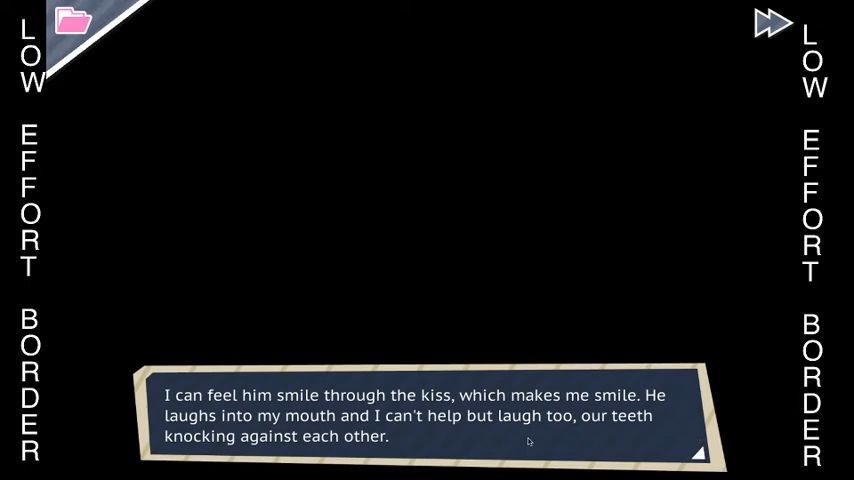 LOW EFFORT BORDER
I can feel him smile through the kiss, which makes me smile. He
laughs into my mouth and I can't help but laugh too, our teeth
knocking against each other.
LOW EFFORT BORDER